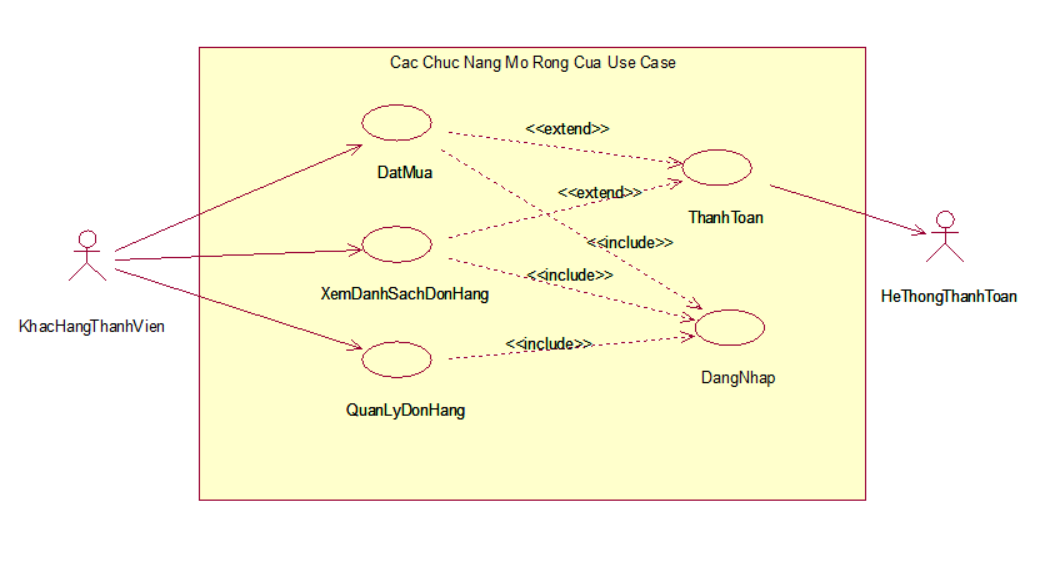 Cac Chuc Nang Mo Rong Cua Use Case
<<extend>>
DatMua
<<extend>>
ThanhToan
<<include>>
<<include>>
XemDanhSachDonHang
HeThongThanhToan
KhacHangThanhVien
<<include>>
DangNhap
QuanLyDonHang